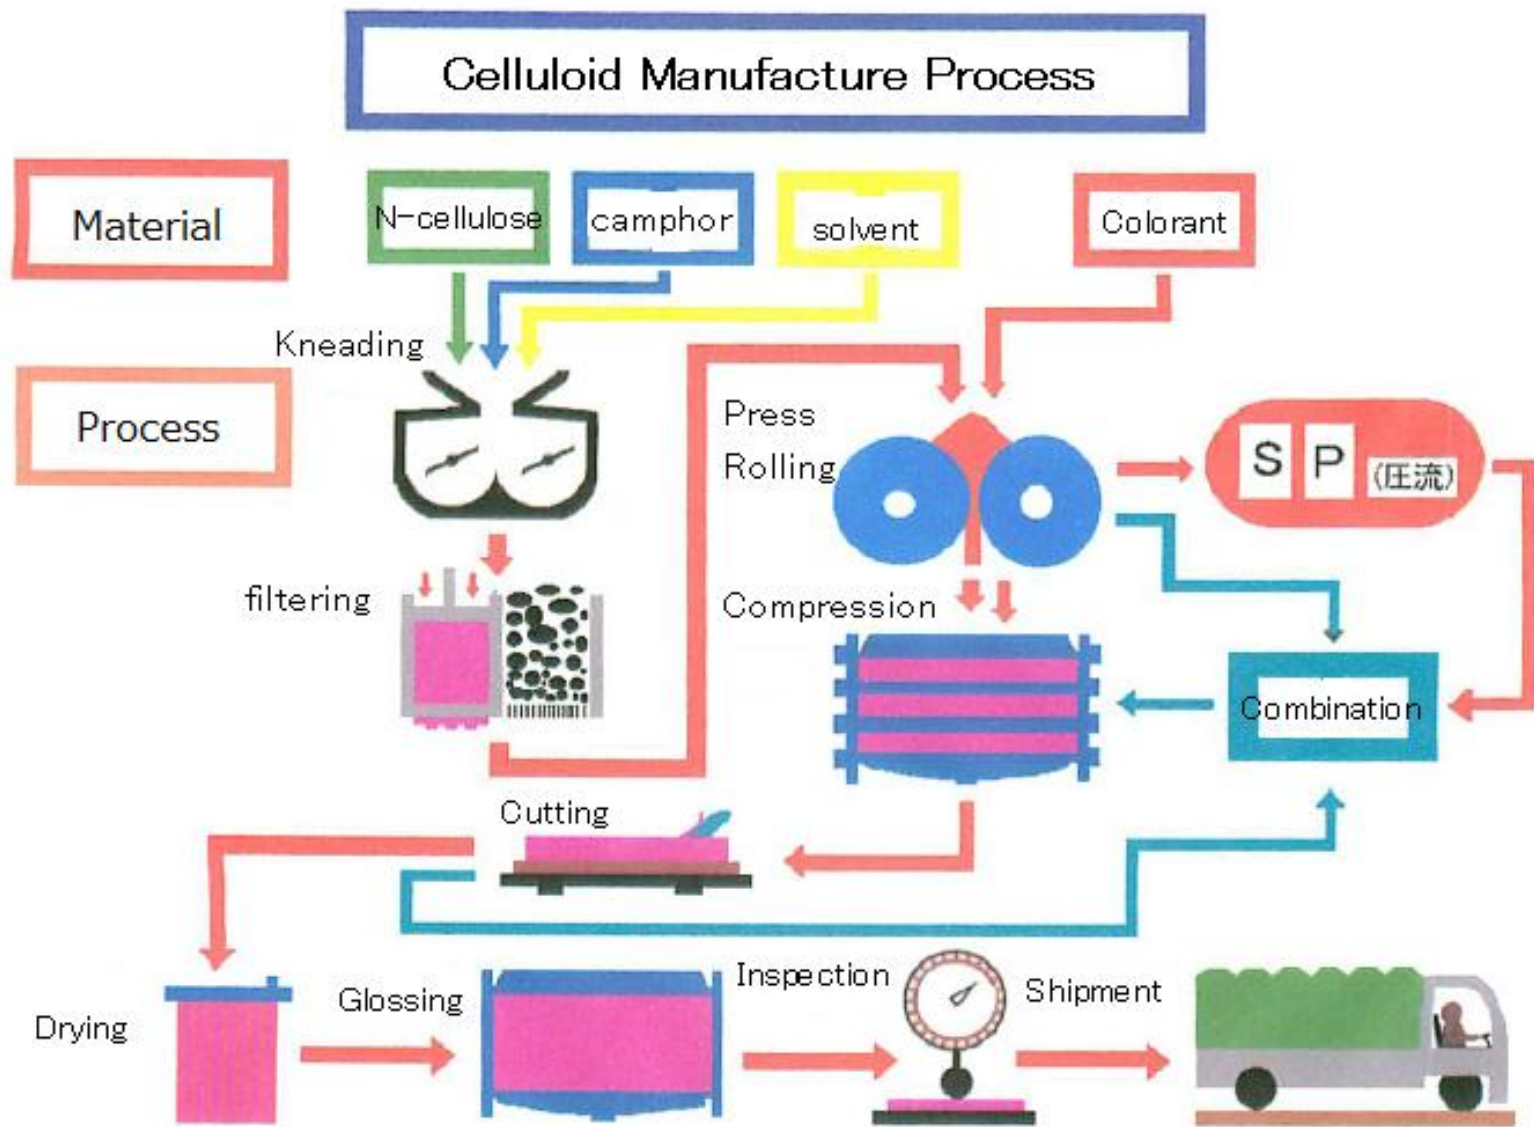 Celluloid Manufacture Process
Material
N-cellulose
camphor
solvent
Colorant
Kneading
Process
Press
Rolling
S P (圧流)
filtering
Compression
Combination
Cutting
Drying
Glossing
Inspection
Shipment